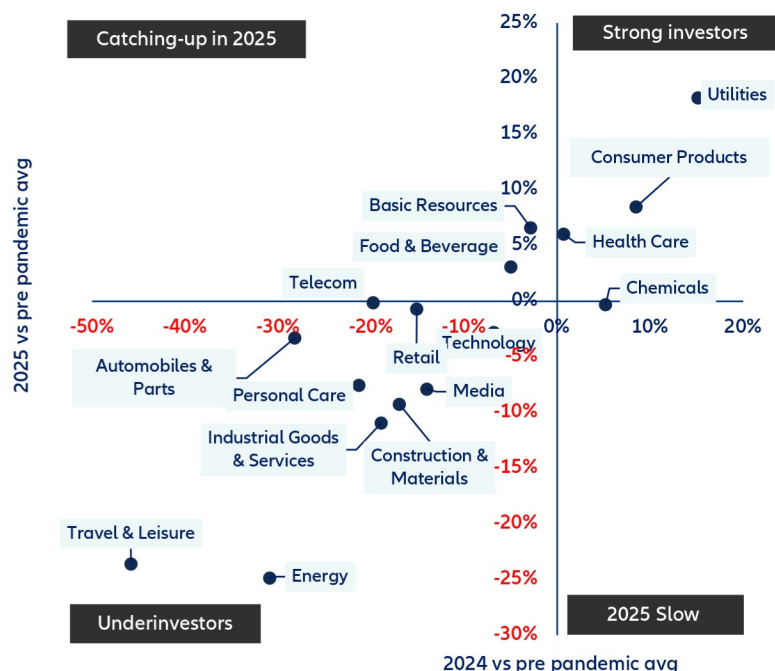 25%
Catching-up in 2025
Strong investors
20%
Utilities
15%
Consumer Products
10%
Basic Resources
Food & Beverage
5%
Health Care
Telecom
Chemicals
0%
-50%
-40%
-30%
-20%
-10%
0%
10%
20%
Technology
Retail
-5%
Automobiles &
Parts
Personal Care
Media
-10%
Industrial Goods
& Services
Construction &
Materials
-15%
-20%
Travel & Leisure
Energy
-25%
Underinvestors
2025 Slow
-30%
2024 vs pre pandemic avg
2025 vs pre pandemic avg